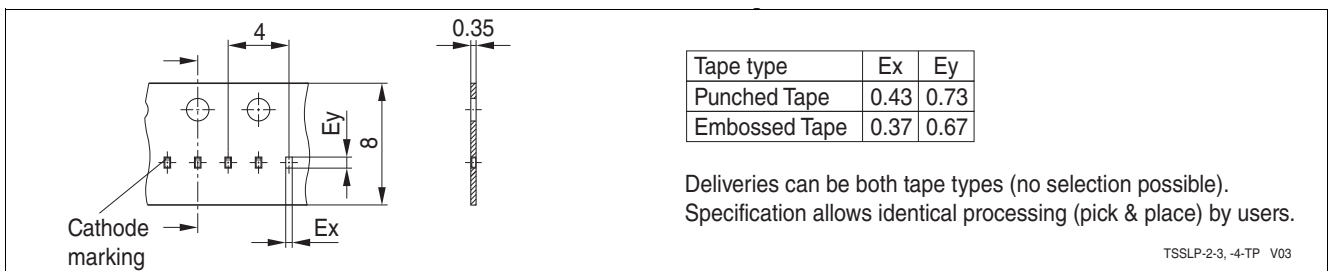 4
0.35
Ey
8
Cathode
marking
Ex
Tape type Ex Ey
Punched Tape 0.43 0.73
Embossed Tape 0.37 0.67
Deliveries can be both tape types (no selection possible).
Specification allows identical processing (pick & place) by users.
TSSLP-2-3, -4-TP V03